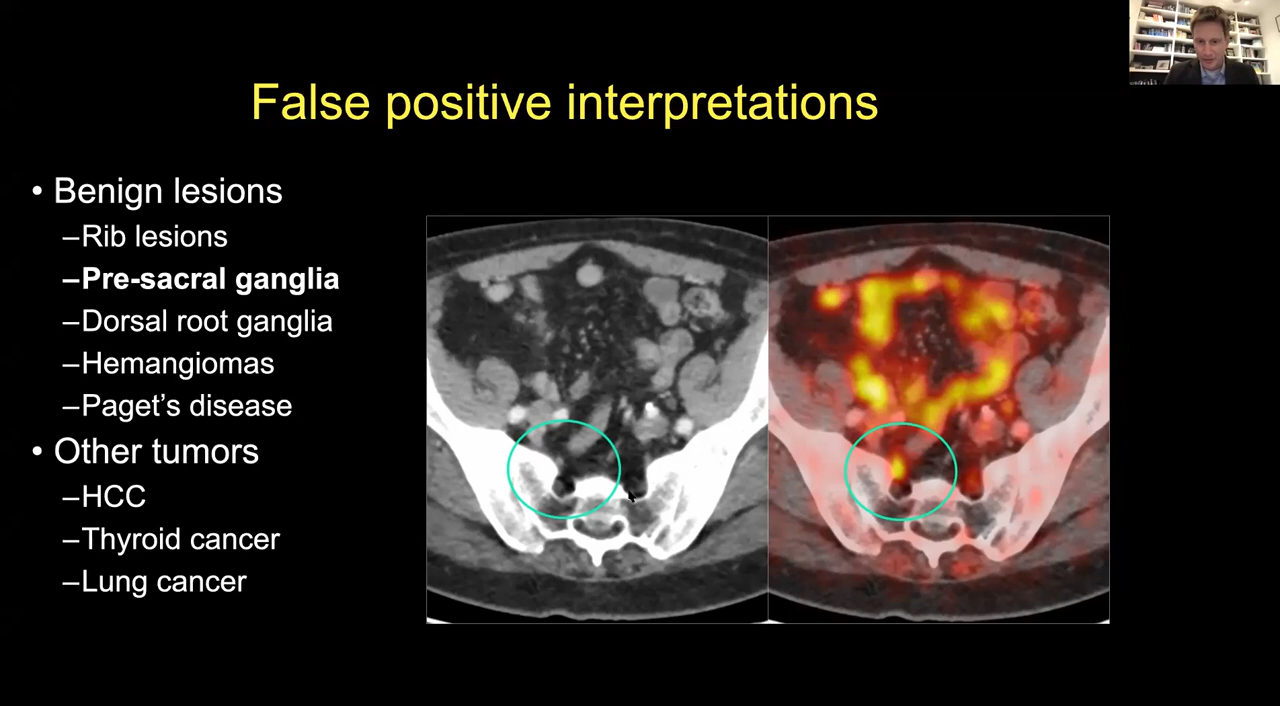 False positive interpretations
• Benign lesions
–Rib lesions
–Pre-sacral ganglia
–Dorsal root ganglia
–Hemangiomas
–Paget’s disease
• Other tumors
–HCC
–Thyroid cancer
–Lung cancer